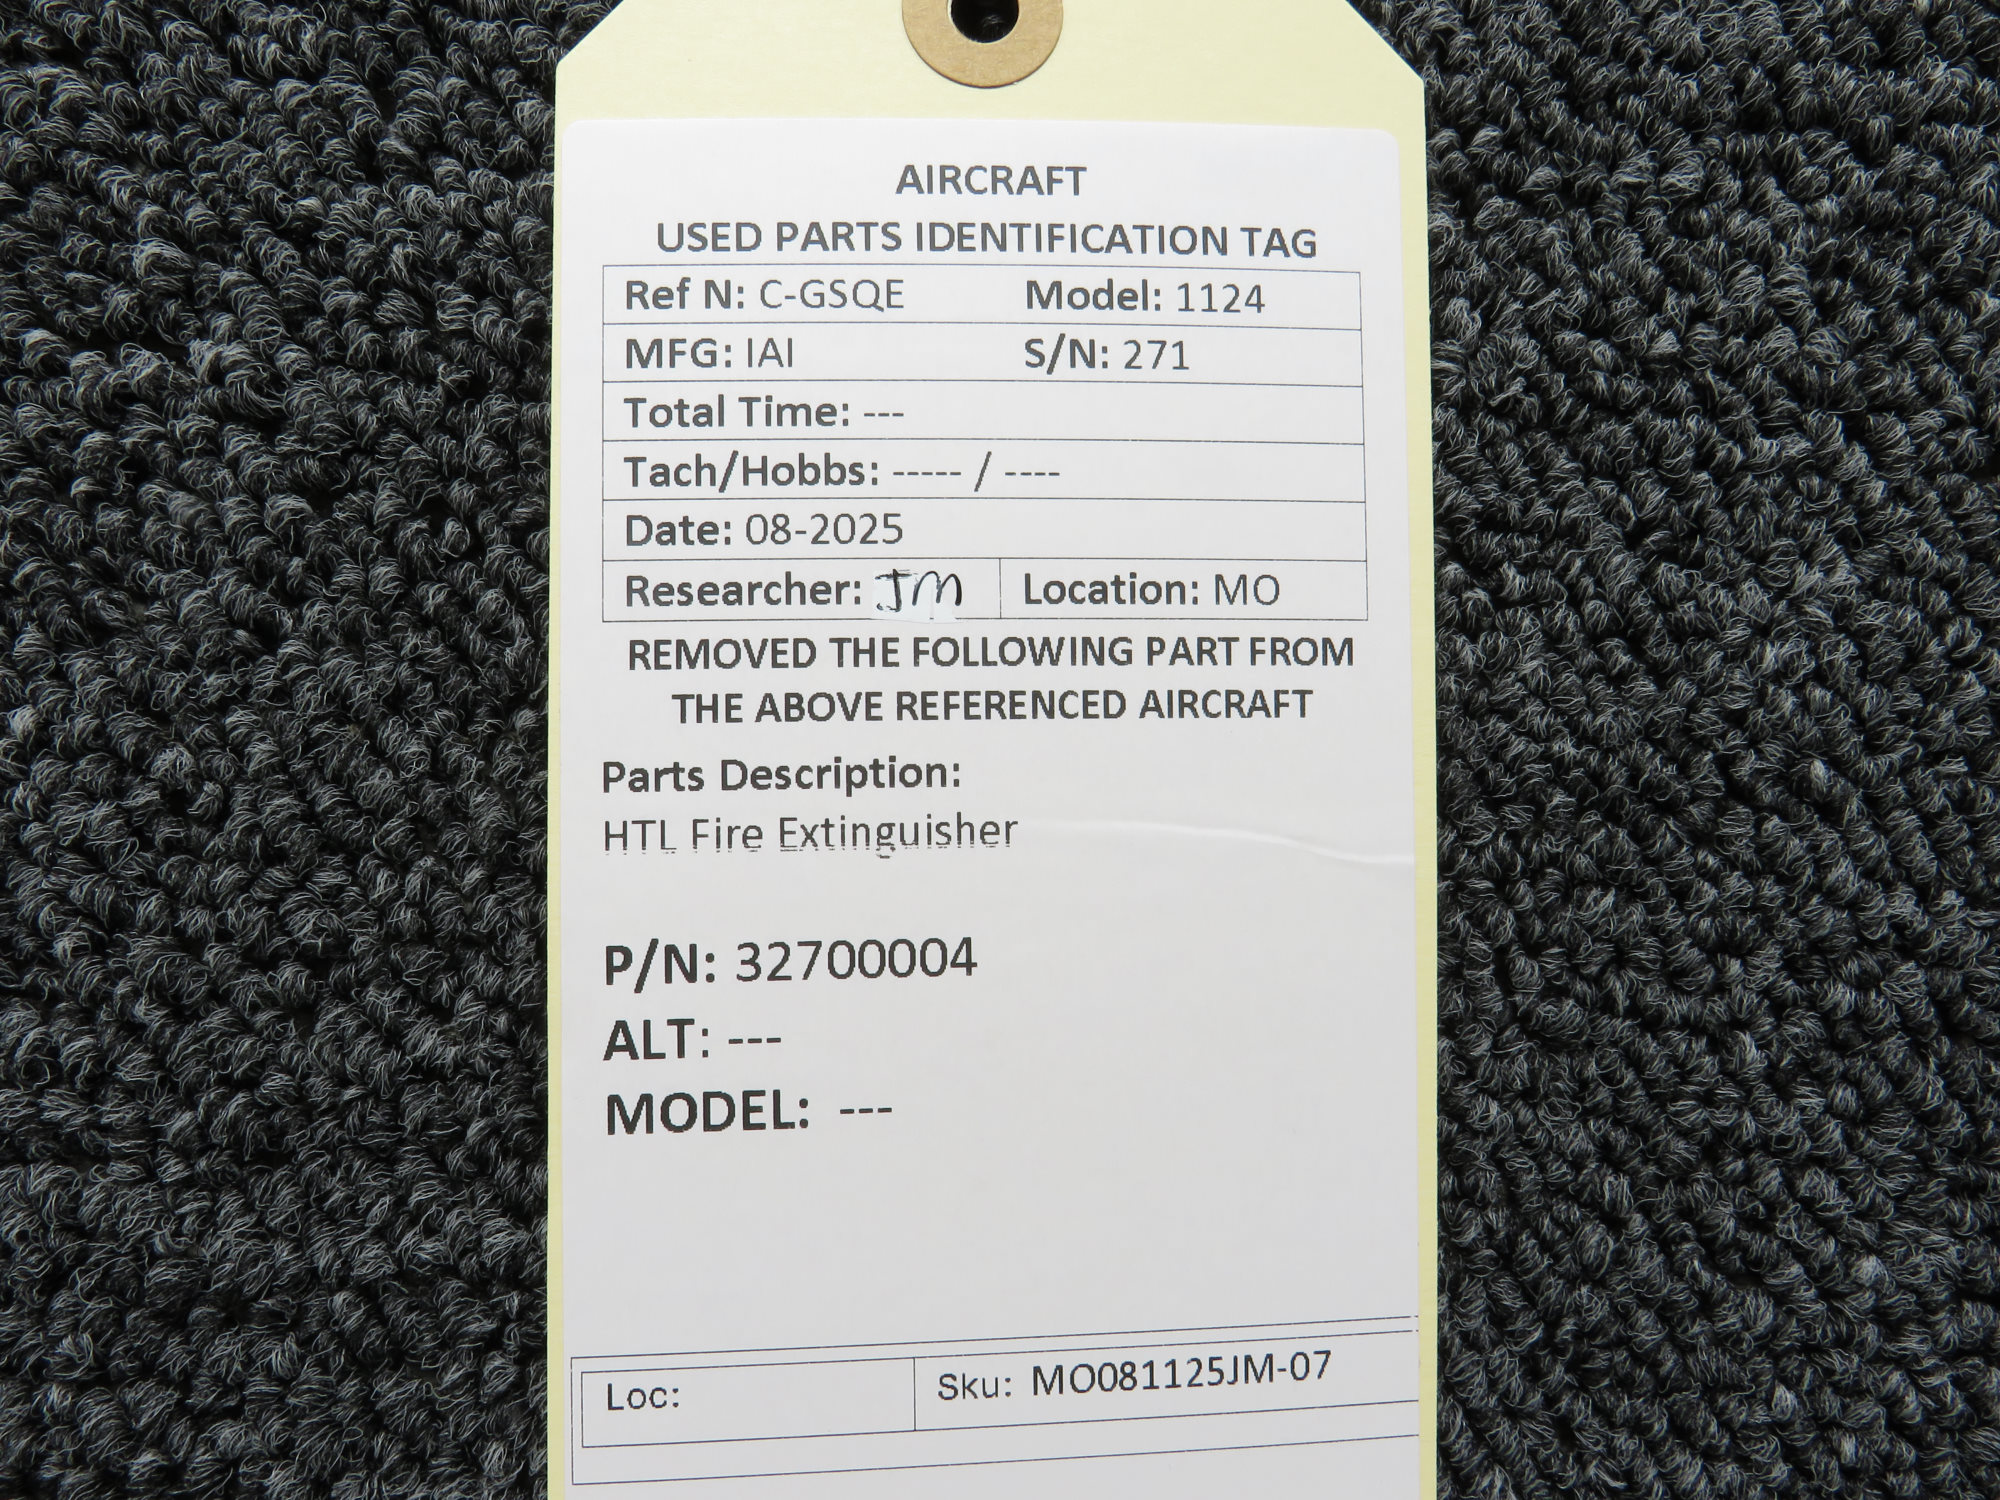 AIRCRAFT
USED PARTS IDENTIFICATION TAG
Ref N: C-GSQE Model: 1124
MFG: IAI S/N: 271
Total Time: ---
Tach/Hobbs: ----- / ----
Date: 08-2025
Researcher: JM Location: MO
REMOVED THE FOLLOWING PART FROM
THE ABOVE REFERENCED AIRCRAFT
Parts Description:
HTL Fire Extinguisher
P/N: 32700004
ALT: ---
MODEL: ---
Loc: Sku: MO081125JM-07